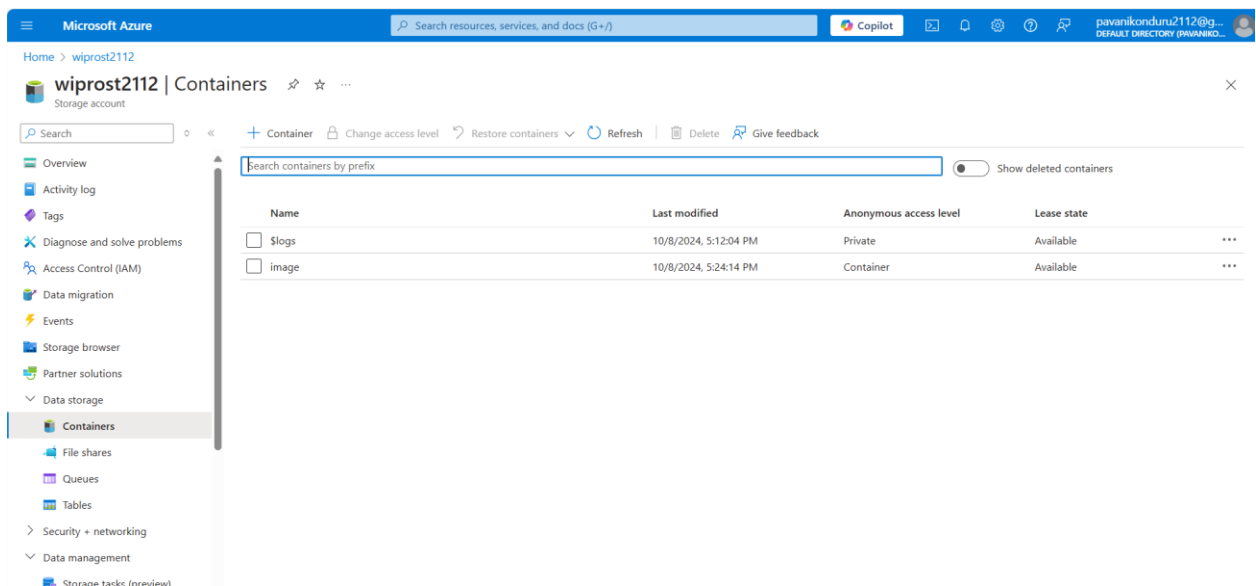 Microsoft Azure
Search resources, services, and docs (G+/)
Copilot
pavanikonduru2112@g...
DEFAULT DIRECTORY (PAVANIKO...
Home > wiprost2112
wiprost2112 | Containers
Storage account
Search
Container
Change access level
Restore containers
Refresh
Delete
Give feedback
Search containers by prefix
Show deleted containers
Overview
Activity log
Tags
Diagnose and solve problems
Access Control (IAM)
Data migration
Events
Storage browser
Partner solutions
Data storage
Containers
File shares
Queues
Tables
Security + networking
Data management
Storage tasks (preview)
Name Last modified Anonymous access level Lease state
$logs 10/8/2024, 5:12:04 PM Private Available
image 10/8/2024, 5:24:14 PM Container Available